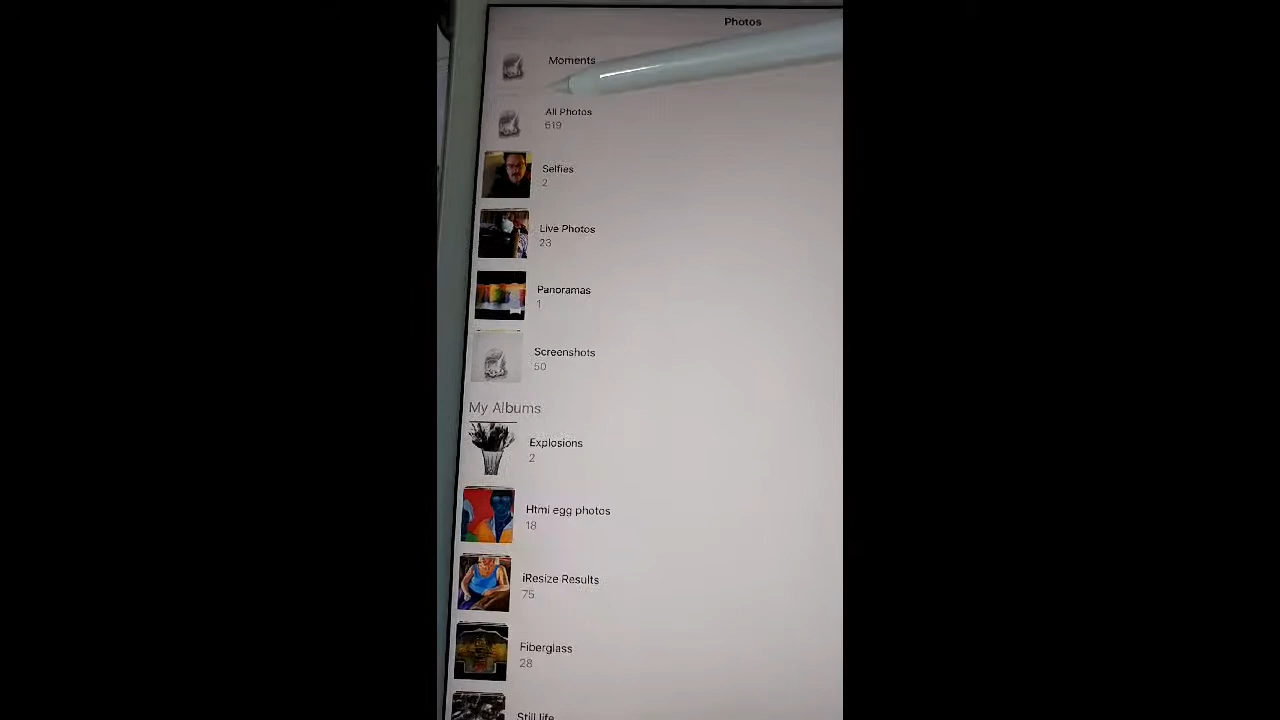 Photos
Moments
All Photos
619
Selfies
2
Live Photos
23
Panoramas
1
Screenshots
50
My Albums
Explosions
2
Html egg photos
18
iResize Results
75
Fiberglass
28
Still life